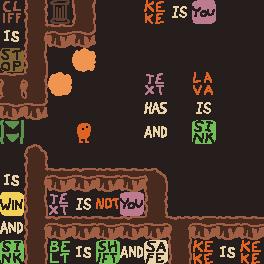 CLIFF KEKE IS YOU
IS
STOP
TEXT LAVA
HAS IS
AND SINK
IS
WIN TEXT IS NOT YOU
AND
SINK BELT IS SHIFT AND SAFE KEKE IS KEKE